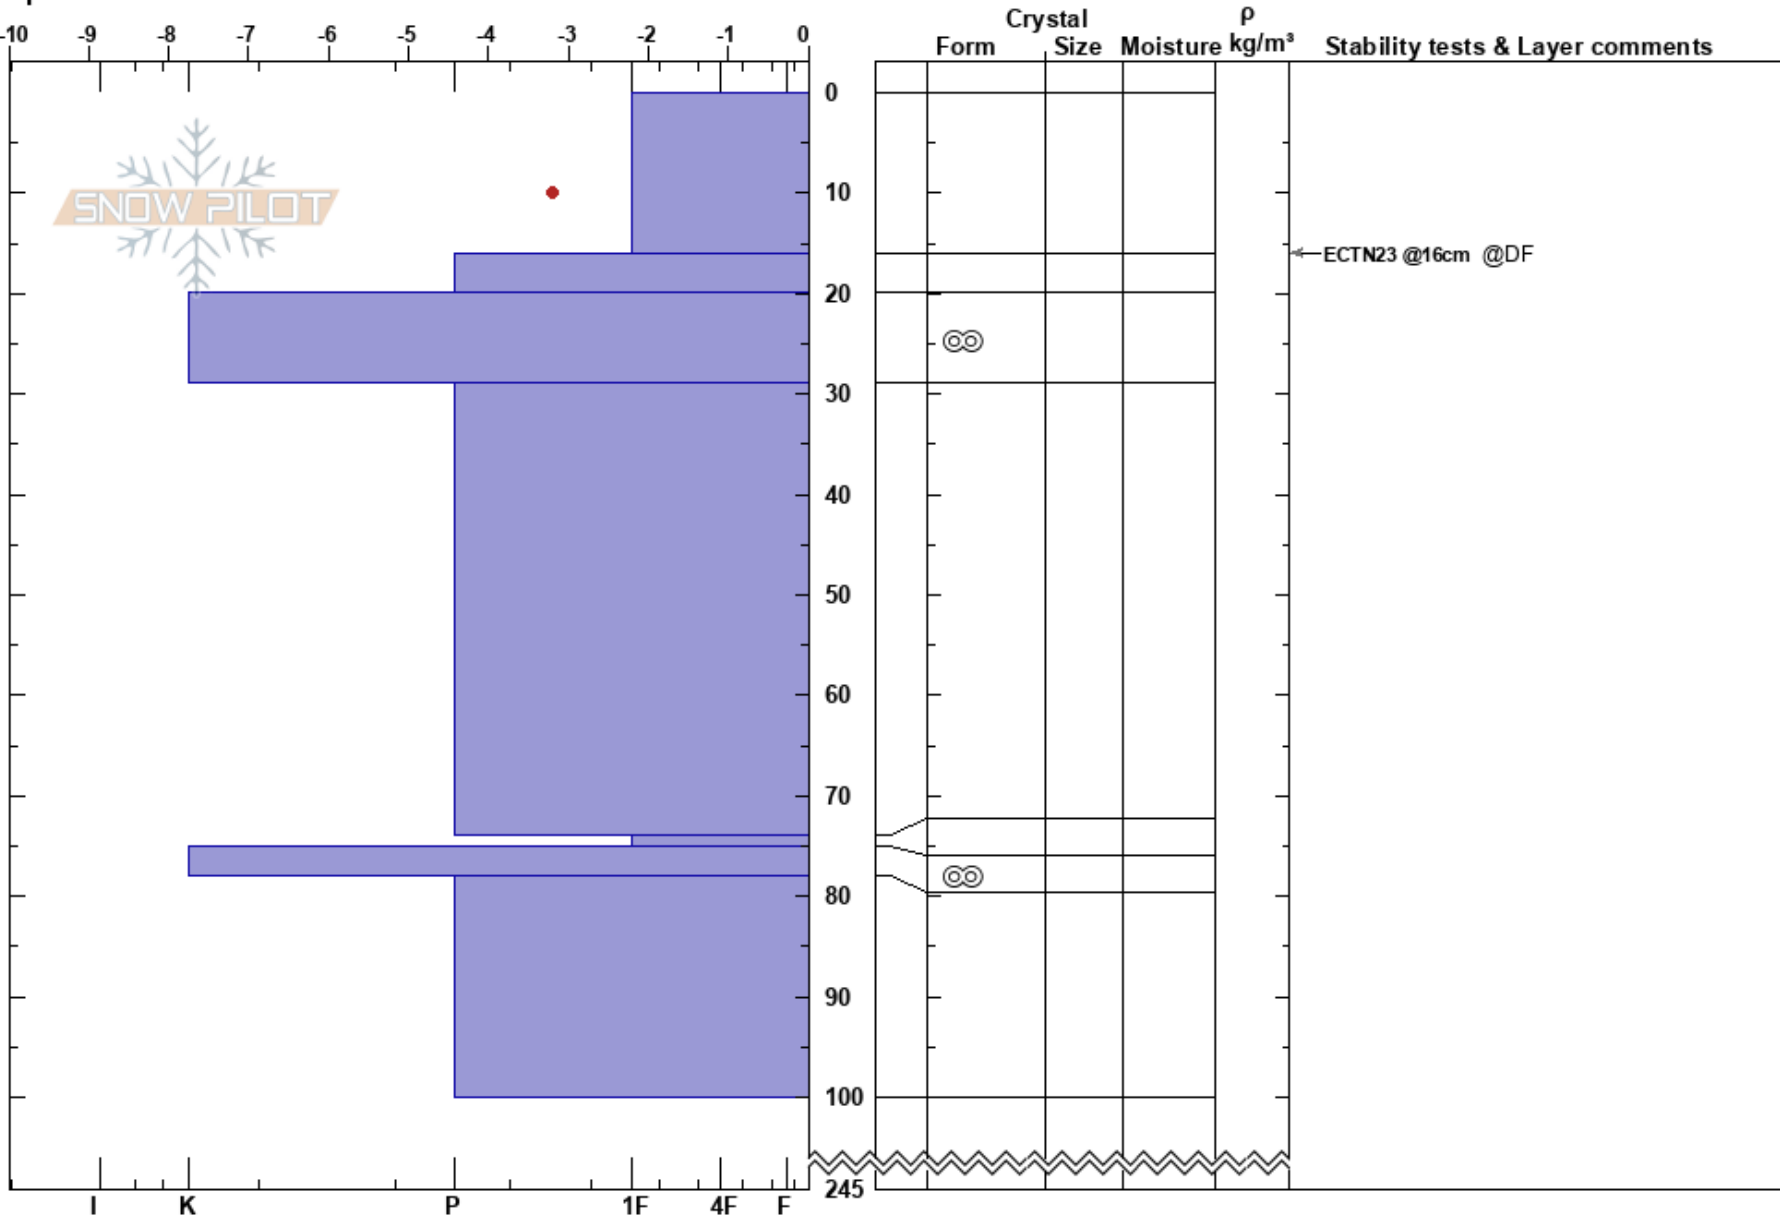 Crystal ρ
-10 -9 -8 -7 -6 -5 -4 -3 -2 -1 0 Form Size Moisture kg/m³ Stability tests & Layer comments
0
SNOW PILOT
10
ECTN23 @16cm @DF
20
30
40
50
60
70
80
90
100
245
I K P 1F 4F F